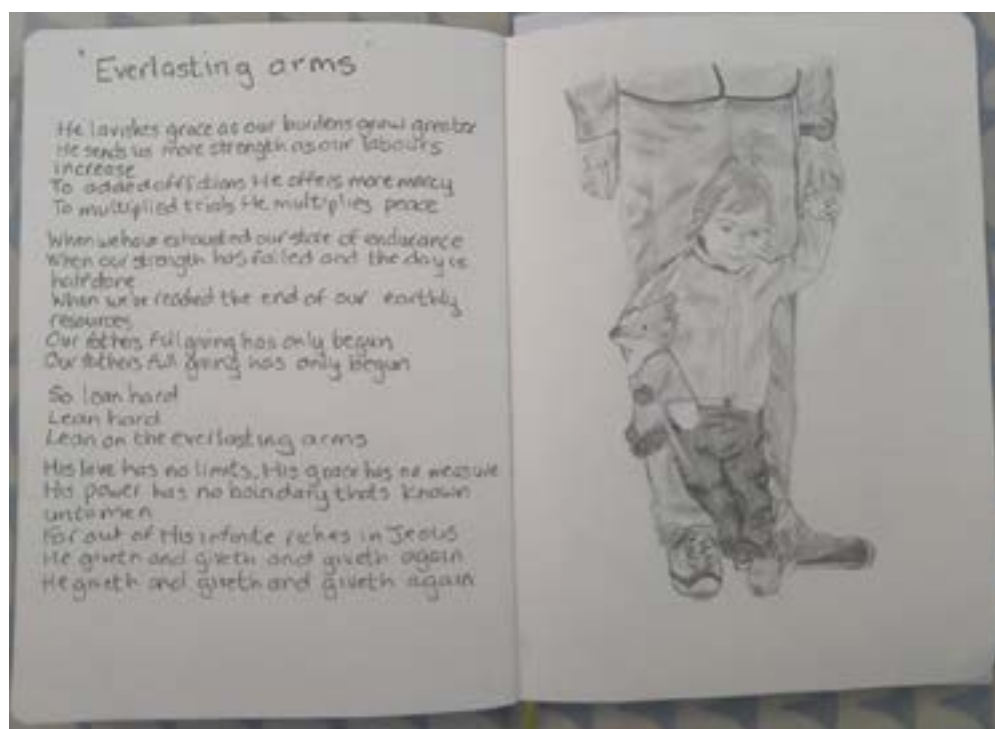 "Everlasting arms"
He lavishes grace as our burdens grow greater
He sends us more strength as our labours
increase
To added afflictions He offers more mercy
To multiplied trials He multiplies peace
When we have exhausted our store of endurance
When our strength has failed and the day is
half done
When we've reached the end of our earthly
resources
Our fathers full giving has only begun
Our fathers full giving has only begun
So lean hard
Lean hard
Lean on the everlasting arms
His love has no limits, His grace has no measure
His power has no boundary thats known
unto men
For out of His infinite riches in Jesus
He giveth and giveth and giveth again
He giveth and giveth and giveth again